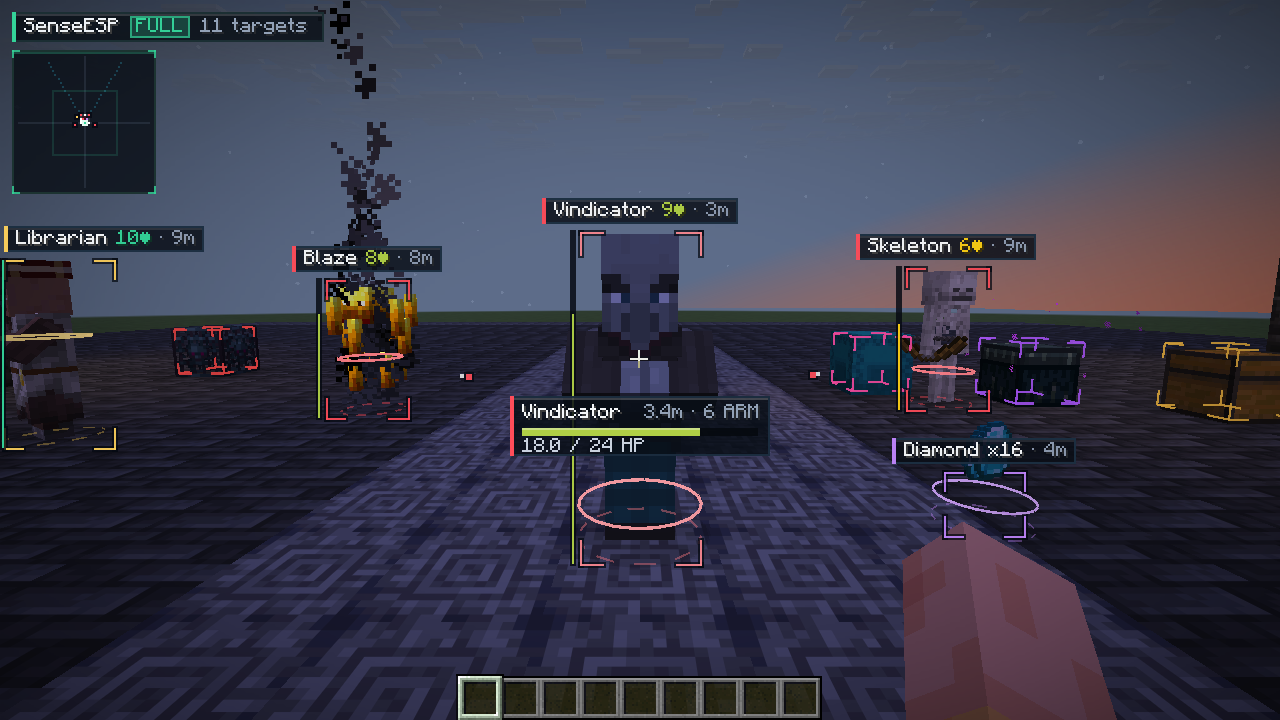 SenseESP FULL 11 targets
Vindicator 9♥ · 3m
Librarian 10♥ · 9m
Blaze 8♥ · 8m
Skeleton 6♥ · 9m
Vindicator 3.4m · 6 ARM
18.0 / 24 HP
Diamond x16 · 4m